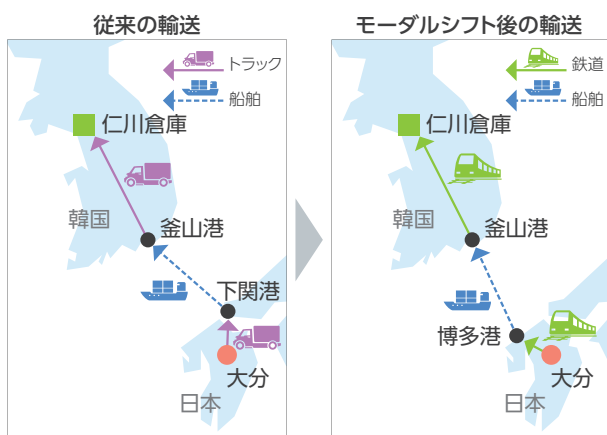 従来の輸送
トラック
船舶
仁川倉庫
韓国
釜山港
下関港
大分
日本
モーダルシフト後の輸送
鉄道
船舶
仁川倉庫
韓国
釜山港
博多港
大分
日本